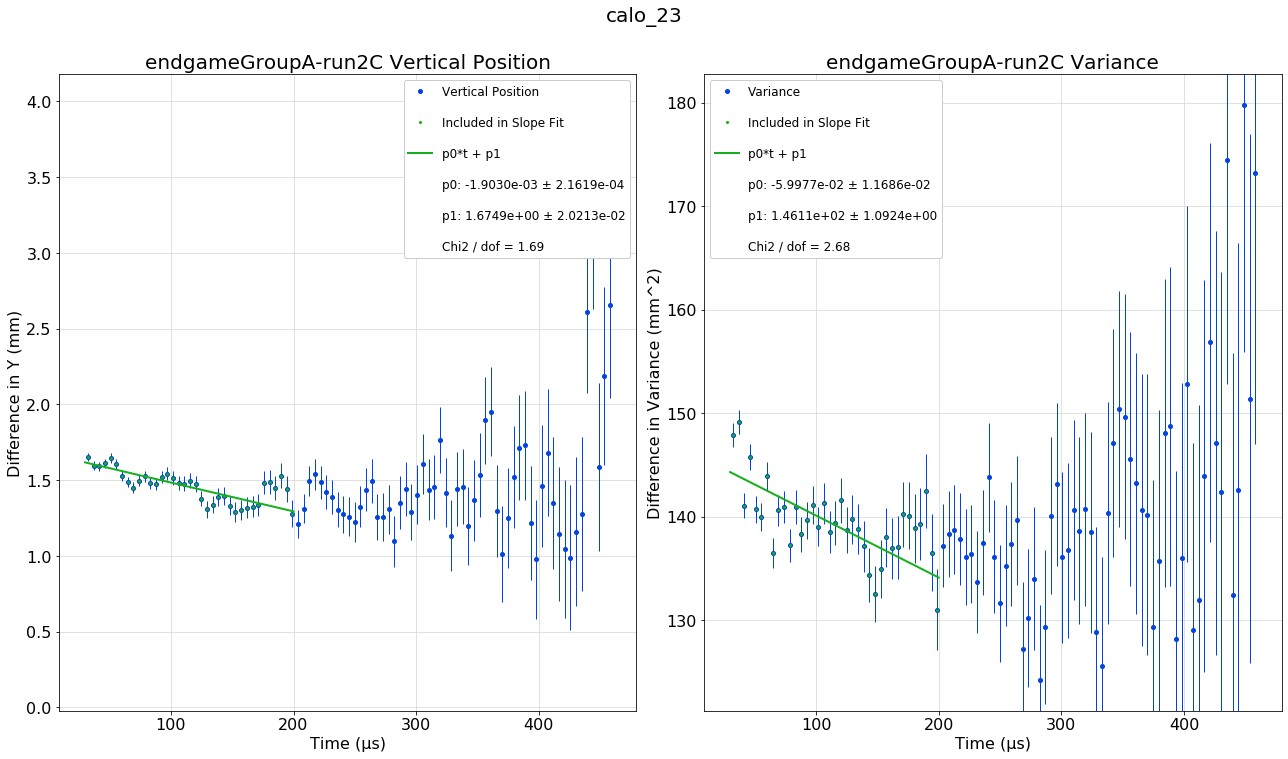 calo_23
endgameGroupA-run2C Vertical Position
Difference in Y (mm)
4.0
3.5
3.0
2.5
2.0
1.5
1.0
0.5
0.0
100
200
300
400
Time (μs)
Vertical Position
Included in Slope Fit
p0*t + p1
p0: -1.9030e-03 ± 2.1619e-04
p1: 1.6749e+00 ± 2.0213e-02
Chi2 / dof = 1.69
endgameGroupA-run2C Variance
Difference in Variance (mm^2)
180
170
160
150
140
130
100
200
300
400
Time (μs)
Variance
Included in Slope Fit
p0*t + p1
p0: -5.9977e-02 ± 1.1686e-02
p1: 1.4611e+02 ± 1.0924e+00
Chi2 / dof = 2.68